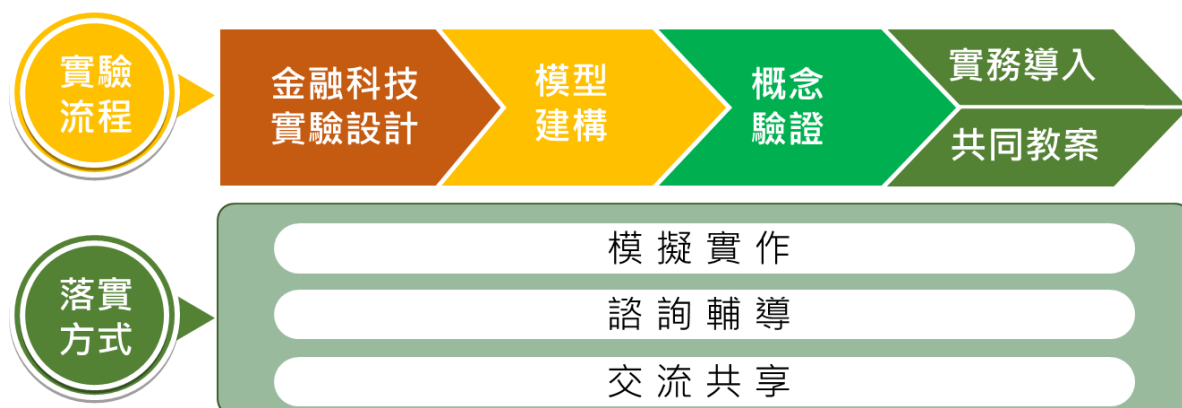 實驗
流程
金融科技
實驗設計
模型
建構
概念
驗證
實務導入
共同教案
落實
方式
模擬實作
諮詢輔導
交流共享